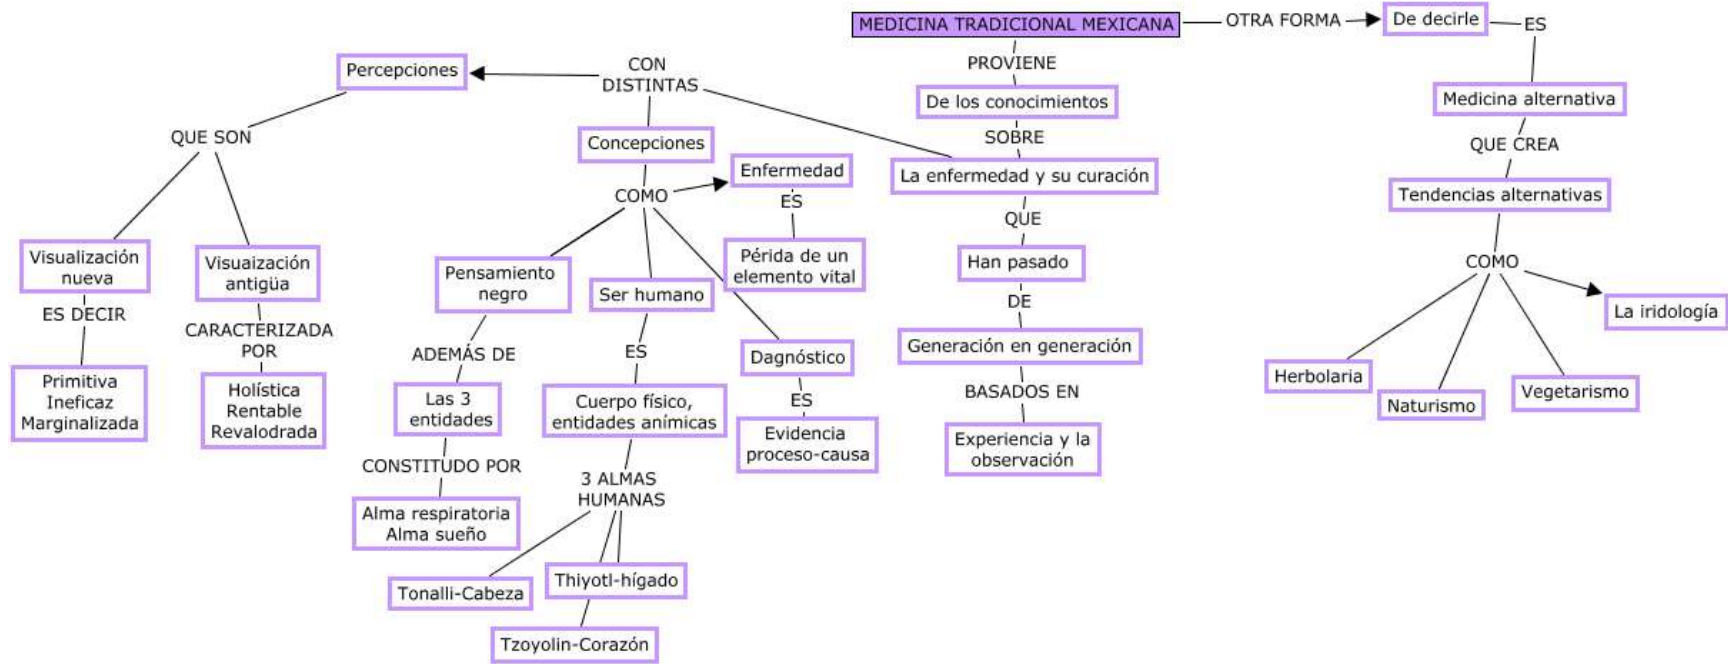 MEDICINA TRADICIONAL MEXICANA
OTRA FORMA
De decirle
ES
Medicina alternativa
QUE CREA
Tendencias alternativas
COMO
Herbolaria
Naturismo
Vegetarismo
La iridología
PROVIENE
De los conocimientos
SOBRE
La enfermedad y su curación
QUE
Han pasado
DE
Generación en generación
BASADOS EN
Experiencia y la
observación
CON
DISTINTAS
Percepciones
QUE SON
Visualización
nueva
ES DECIR
Primitiva
Ineficaz
Marginalizada
Visuaización
antigüa
CARACTERIZADA
POR
Holística
Rentable
Revalodrada
Concepciones
COMO
Enfermedad
ES
Périda de un
elemento vital
Pensamiento
negro
ADEMÁS DE
Las 3
entidades
CONSTITUDO POR
Alma respiratoria
Alma sueño
Ser humano
ES
Cuerpo físico,
entidades anímicas
3 ALMAS
HUMANAS
Tonalli-Cabeza
Thiyotl-hígado
Tzoyolin-Corazón
Dagnóstico
ES
Evidencia
proceso-causa